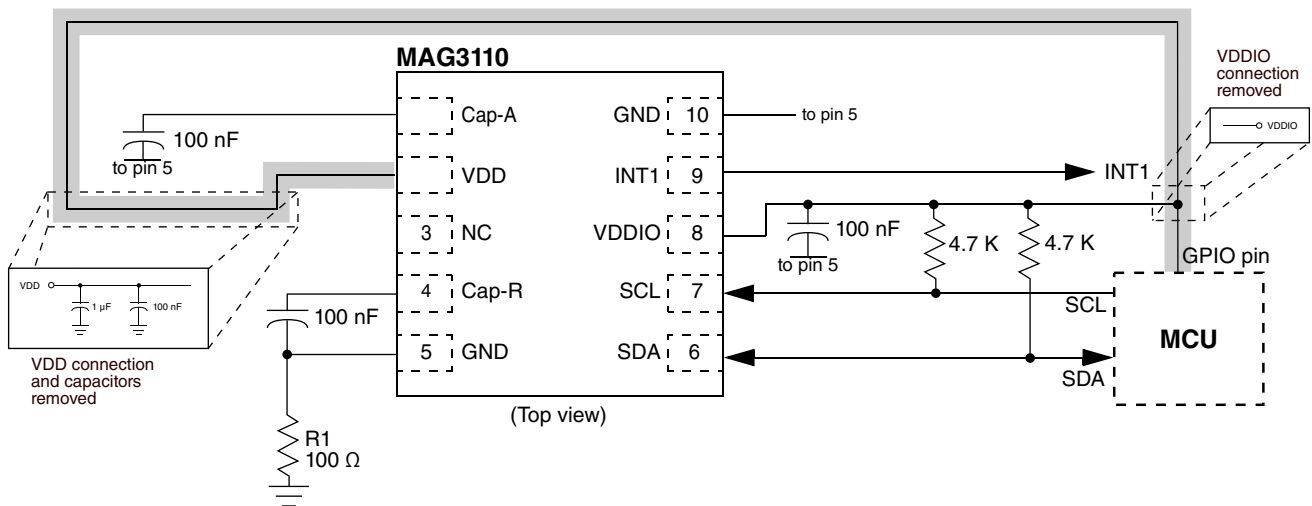 MAG3110
VDDIO
connection
removed
VDDIO
Cap-A
GND
10
to pin 5
100 nF
to pin 5
VDD
INT1
9
INT1
3
NC
VDDIO
8
100 nF
to pin 5
4.7 K
4.7 K
GPIO pin
VDD
1 µF
100 nF
4
Cap-R
SCL
7
SCL
100 nF
MCU
5
GND
SDA
6
SDA
VDD connection
and capacitors
removed
(Top view)
R1
100 Ω